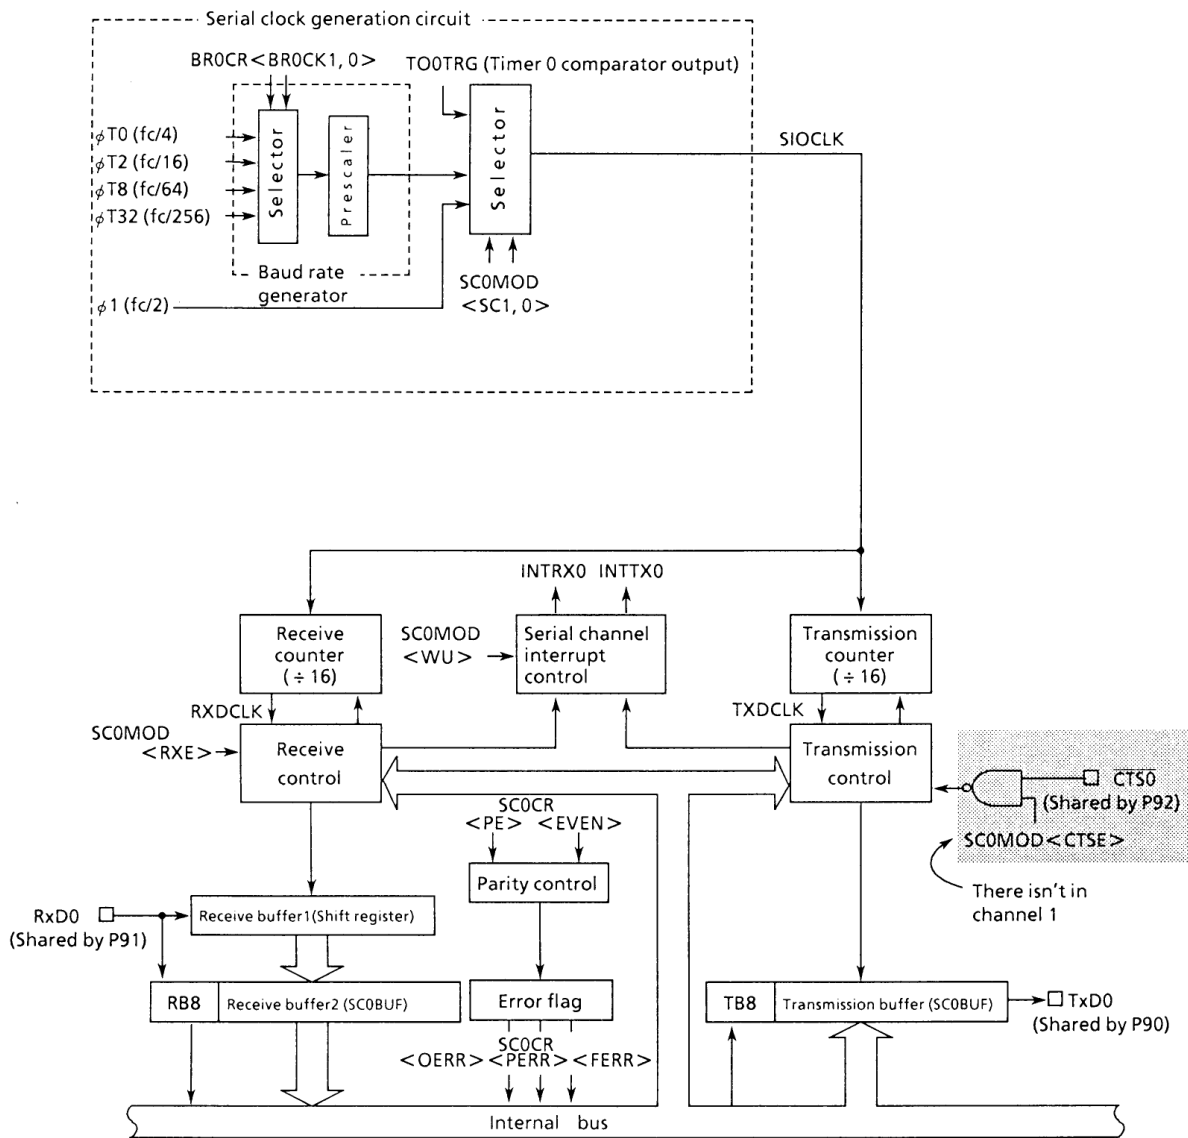 Serial clock generation circuit
BR0CR<BR0CK1, 0>
TO0TRG (Timer 0 comparator output)
φT0 (fc/4)
φT2 (fc/16)
φT8 (fc/64)
φT32 (fc/256)
Selector
Prescaler
Selector
SIOCLK
Baud rate
generator
SC0MOD
<SC1, 0>
φ1 (fc/2)
INTRX0 INTTX0
Receive
counter
(÷16)
SC0MOD
<WU>
Serial channel
interrupt
control
Transmission
counter
(÷16)
RXDCLK
TXDCLK
SC0MOD
<RXE>
Receive
control
Transmission
control
CTS0
(Shared by P92)
SC0MOD<CTSE>
SC0CR
<PE> <EVEN>
Parity control
There isn't in
channel 1
RxD0
(Shared by P91)
Receive buffer1(Shift register)
RB8
Receive buffer2 (SC0BUF)
Error flag
TB8
Transmission buffer (SC0BUF)
TxD0
(Shared by P90)
SC0CR
<OERR> <PERR> <FERR>
Internal bus